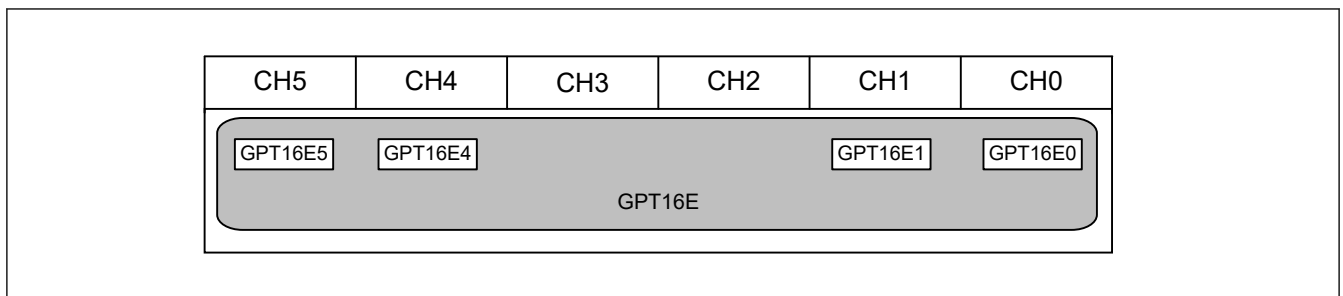 CH5 CH4 CH3 CH2 CH1 CH0
GPT16E5 GPT16E4 GPT16E1 GPT16E0
GPT16E